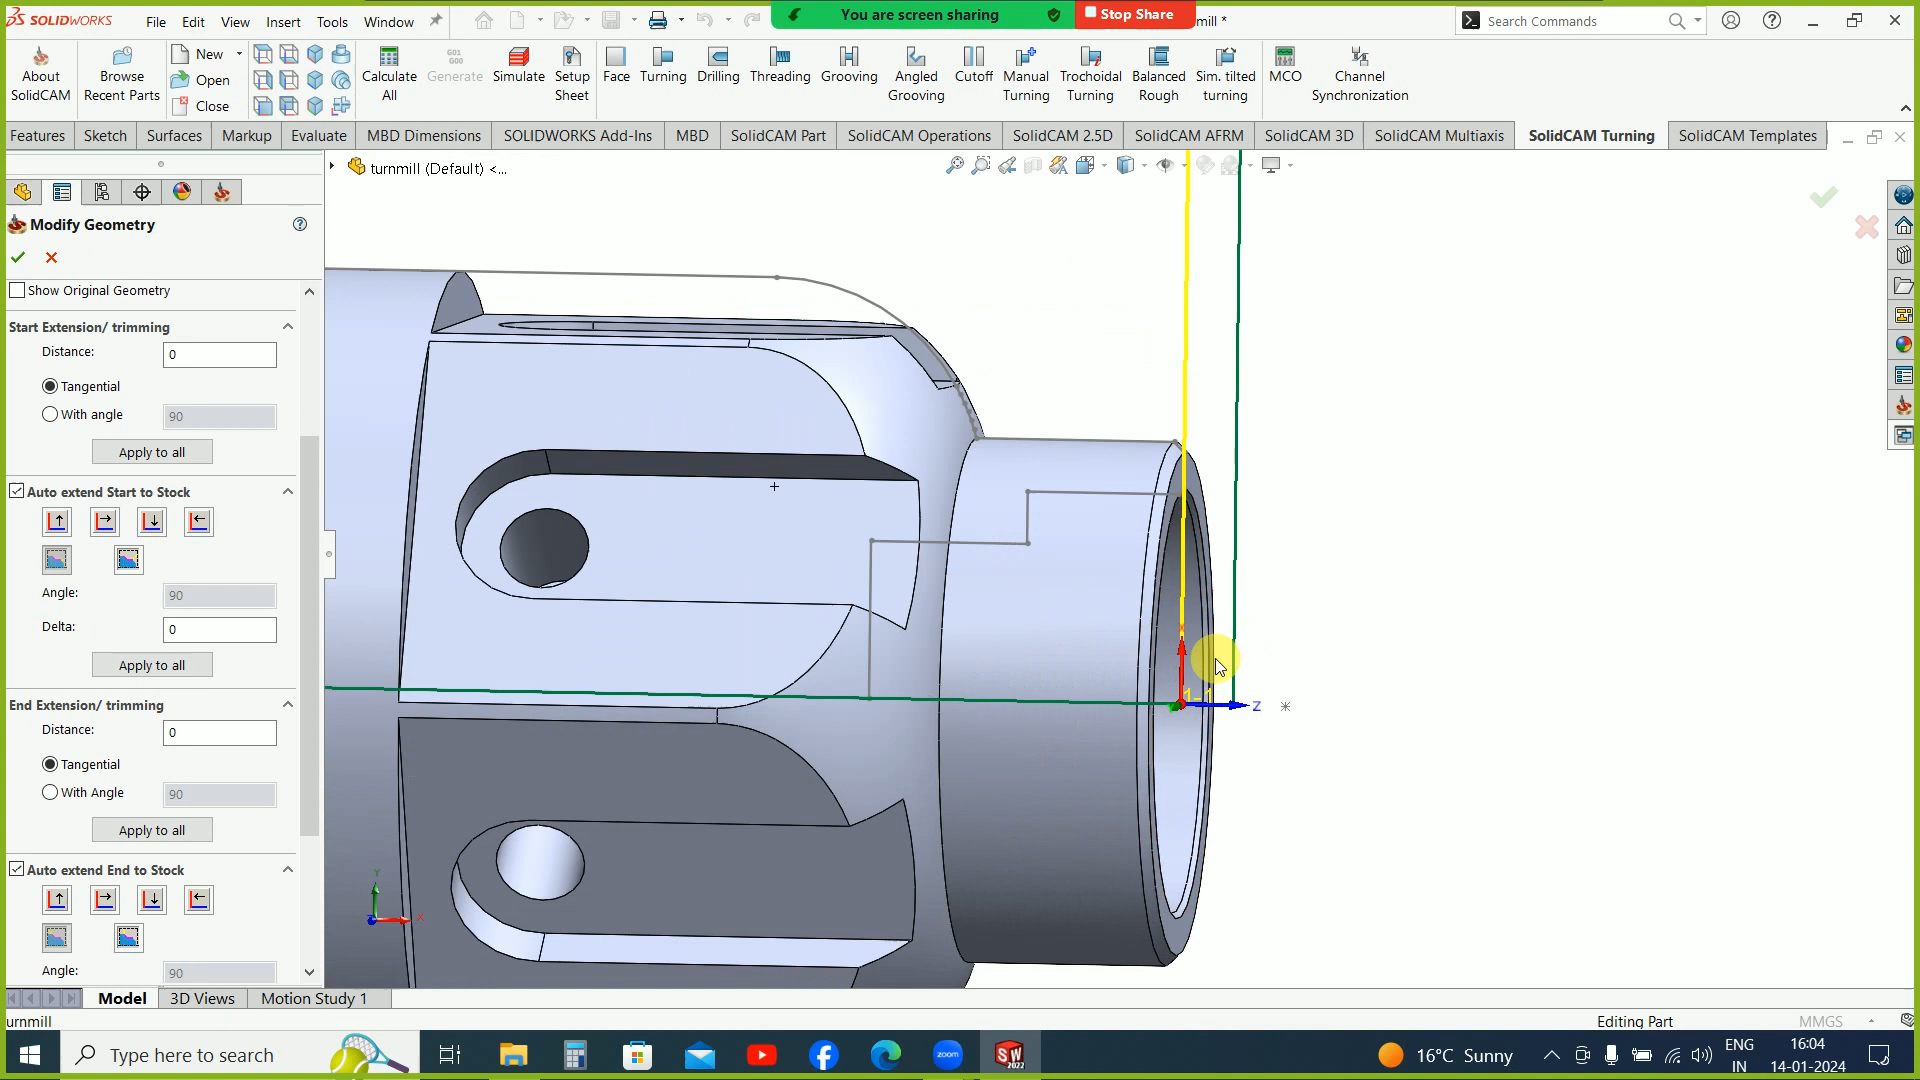 SOLIDWORKS File Edit View Insert Tools Window
You are screen sharing Stop Share
mill *
Search Commands
About SolidCAM
Browse Recent Parts
New
Open
Close
Calculate All
G01 G00
Generate
Simulate
Setup Sheet
Face
Turning
Drilling
Threading
Grooving
Angled Grooving
Cutoff
Manual Turning
Trochoidal Turning
Balanced Rough
Sim. tilted turning
MCO
Channel Synchronization
Features Sketch Surfaces Markup Evaluate MBD Dimensions SOLIDWORKS Add-Ins MBD SolidCAM Part SolidCAM Operations SolidCAM 2.5D SolidCAM AFRM SolidCAM 3D SolidCAM Multiaxis SolidCAM Turning SolidCAM Templates
turnmill (Default) <...
Modify Geometry
Show Original Geometry
Start Extension/ trimming
Distance: 0
Tangential
With angle 90
Apply to all
Auto extend Start to Stock
Angle: 90
Delta: 0
Apply to all
End Extension/ trimming
Distance: 0
Tangential
With Angle 90
Apply to all
Auto extend End to Stock
Angle: 90
1-1
Z
Y
X
Model 3D Views Motion Study 1
urnmill
Editing Part MMGS
Type here to search
zoom
SW 2022
16°C Sunny
ENG IN
16:04
14-01-2024